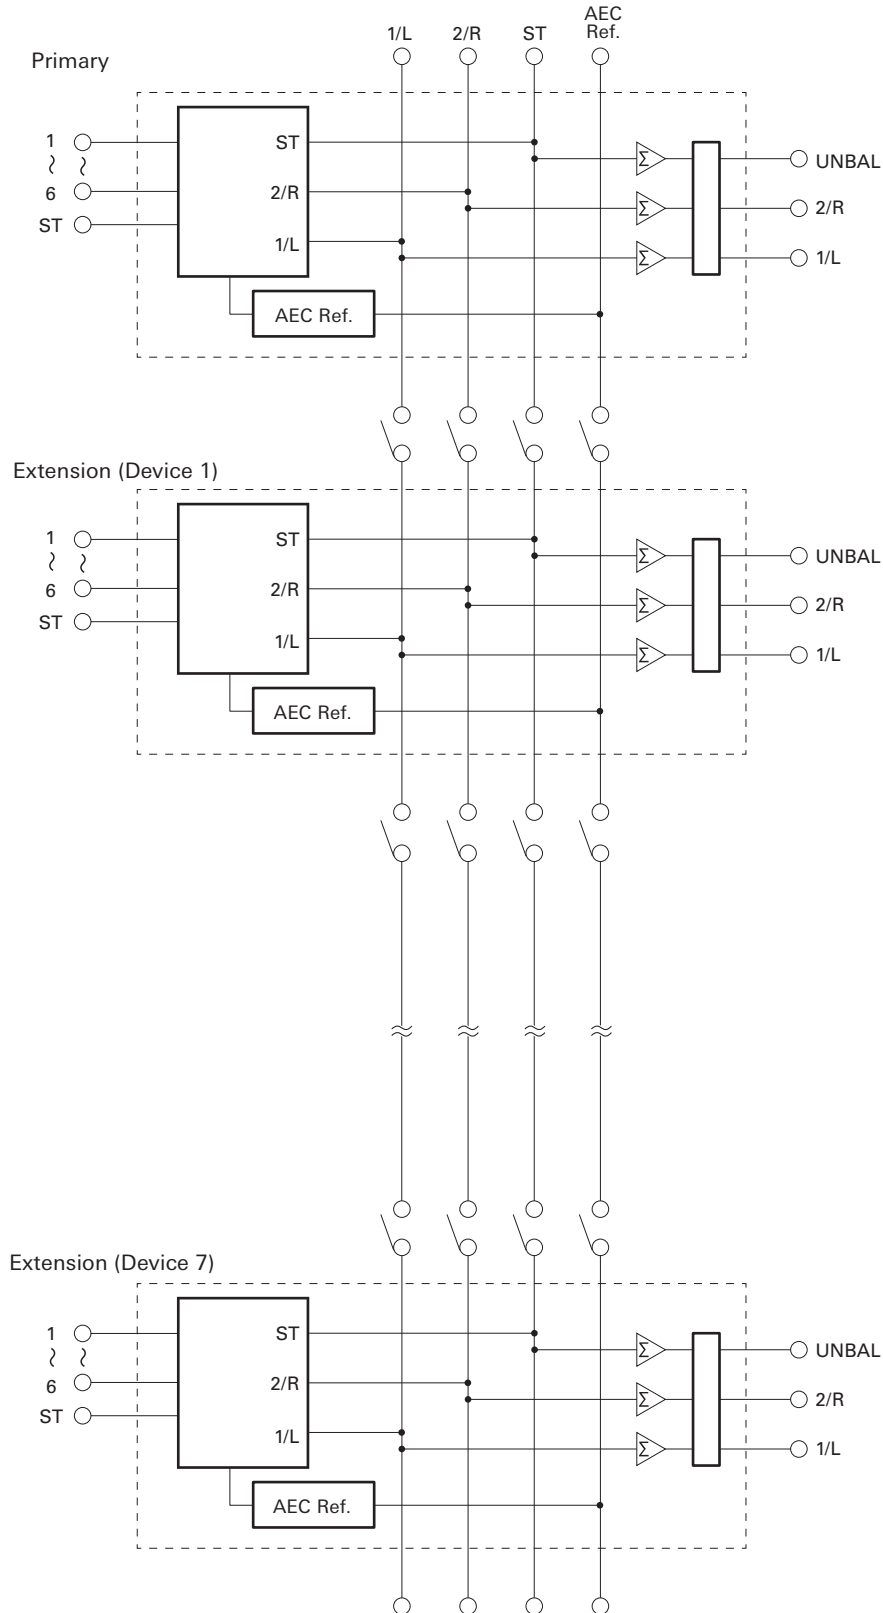 1/L 2/R ST AEC Ref.
Primary
1
~
6
ST
ST
2/R
1/L
AEC Ref.
Σ
Σ
Σ
UNBAL
2/R
1/L
Extension (Device 1)
1
~
6
ST
ST
2/R
1/L
AEC Ref.
Σ
Σ
Σ
UNBAL
2/R
1/L
Extension (Device 7)
1
~
6
ST
ST
2/R
1/L
AEC Ref.
Σ
Σ
Σ
UNBAL
2/R
1/L